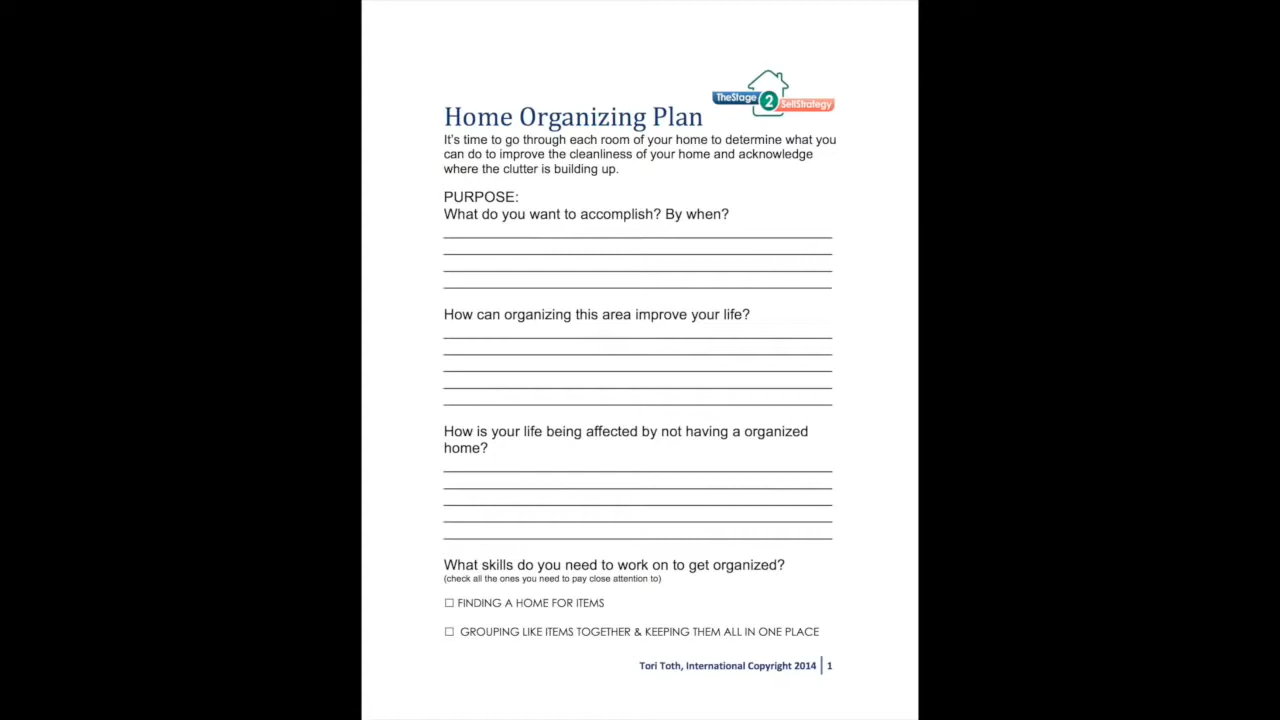 TheStage 2 SellStrategy
Home Organizing Plan
It's time to go through each room of your home to determine what you
can do to improve the cleanliness of your home and acknowledge
where the clutter is building up.
PURPOSE:
What do you want to accomplish? By when?
How can organizing this area improve your life?
How is your life being affected by not having a organized
home?
What skills do you need to work on to get organized?
(check all the ones you need to pay close attention to)
☐ FINDING A HOME FOR ITEMS
☐ GROUPING LIKE ITEMS TOGETHER & KEEPING THEM ALL IN ONE PLACE
Tori Toth, International Copyright 2014 | 1